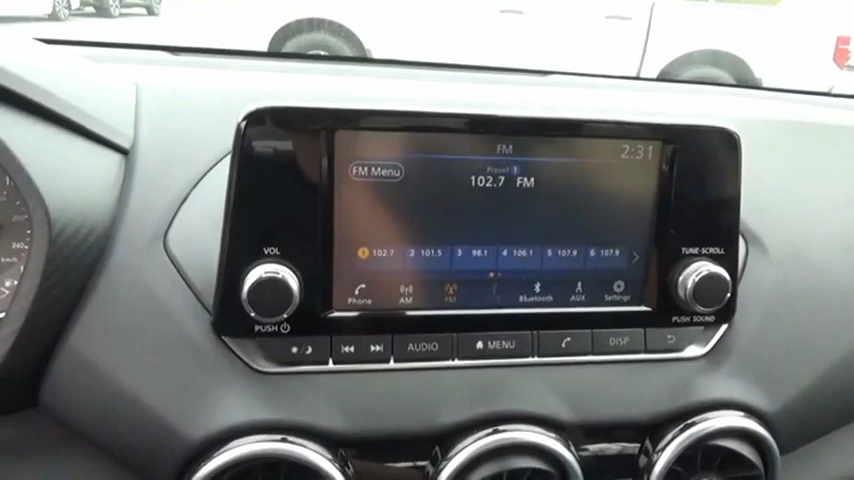 FM
2:31
FM Menu
Preset 1
102.7 FM
1 102.7 2 101.5 3 98.1 4 106.1 5 107.9 6 107.9
Phone AM FM Bluetooth AUX Settings
VOL
PUSH
TUNE·SCROLL
PUSH SOUND
AUDIO MENU DISP
240